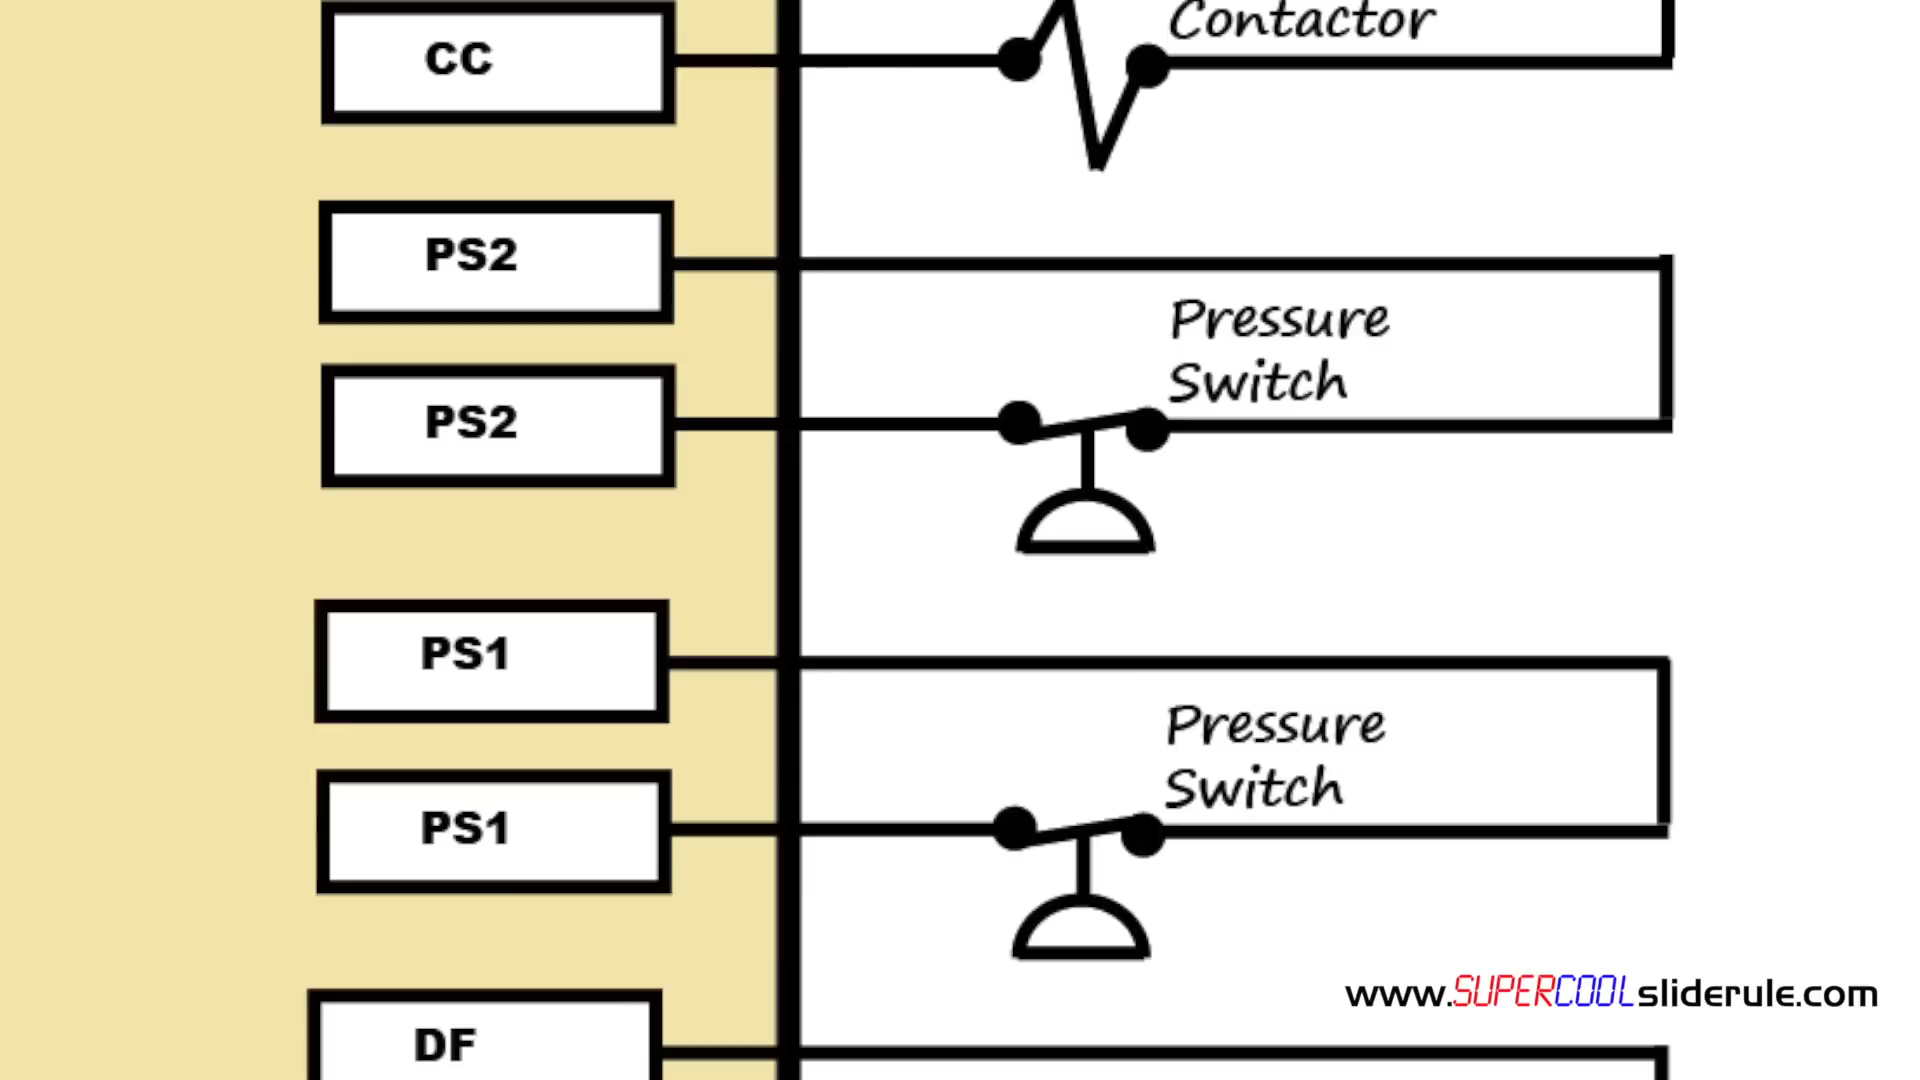 Contactor
CC
PS2
Pressure
Switch
PS2
PS1
Pressure
Switch
PS1
www.SUPERCOOLsliderule.com
DF